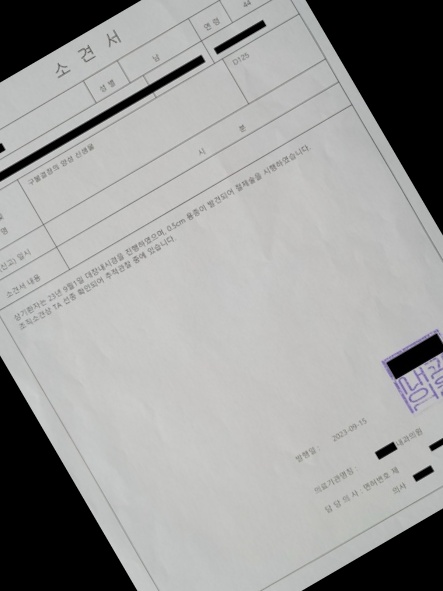 소 견 서
성 별 남 연 령 44
D125
구불결장의 양성 신생물
명
시 분
신고) 일시
소견서 내용
상기환자는 23년 9월1일 대장내시경을 진행하였으며, 0.5cm 용종이 발견되어 절제술을 시행하였습니다.
조직소견상 TA 선종 확인되어 추적관찰 중에 있습니다.
발행일 : 2023-09-15
의료기관명칭 : 내과의원
담 당 의 사 : 면허번호 제
의사